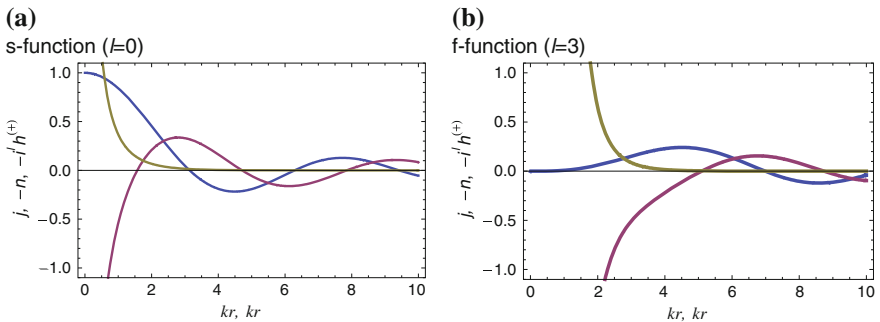 (a)
s-function (l=0)
j, -n, -i^l h^(+)
1.0
0.5
0.0
−0.5
−1.0
0 2 4 6 8 10
kr, kr
(b)
f-function (l=3)
j, -n, -i^l h^(+)
1.0
0.5
0.0
−0.5
−1.0
0 2 4 6 8 10
kr, kr